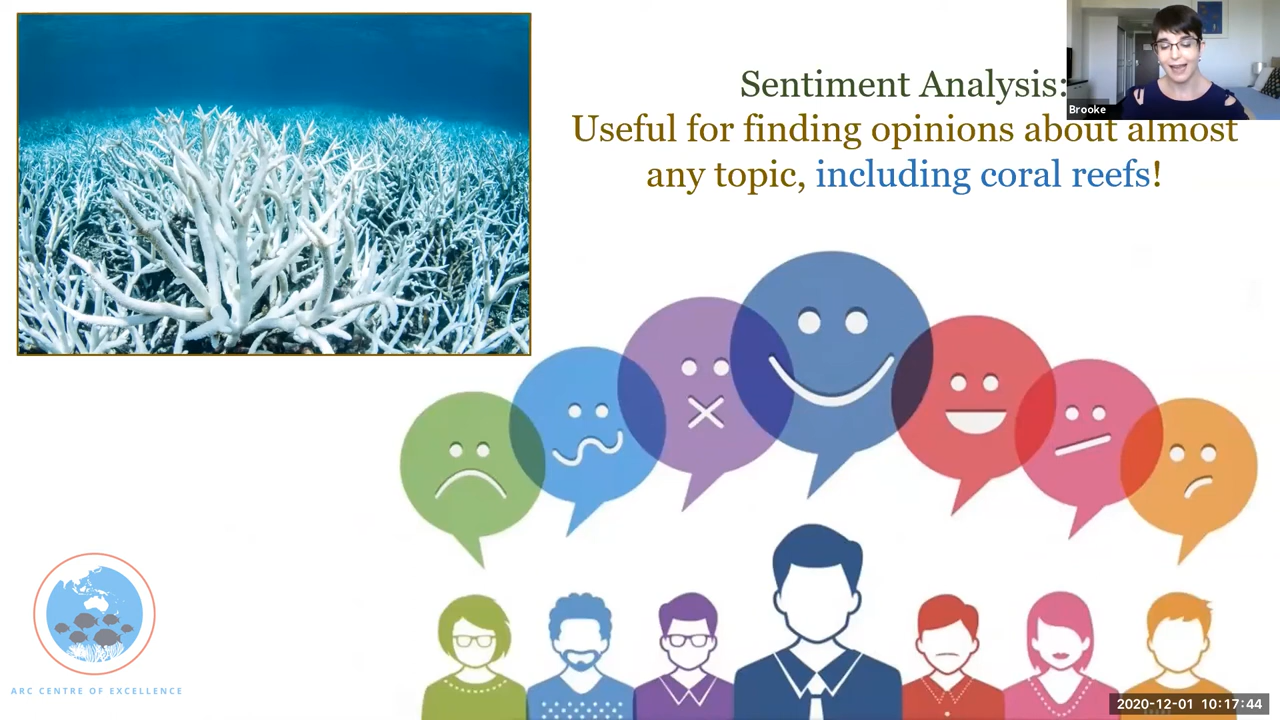 Sentiment Analysis:
Useful for finding opinions about almost
any topic, including coral reefs!
Brooke
ARC CENTRE OF EXCELLENCE
2020-12-01 10:17:44